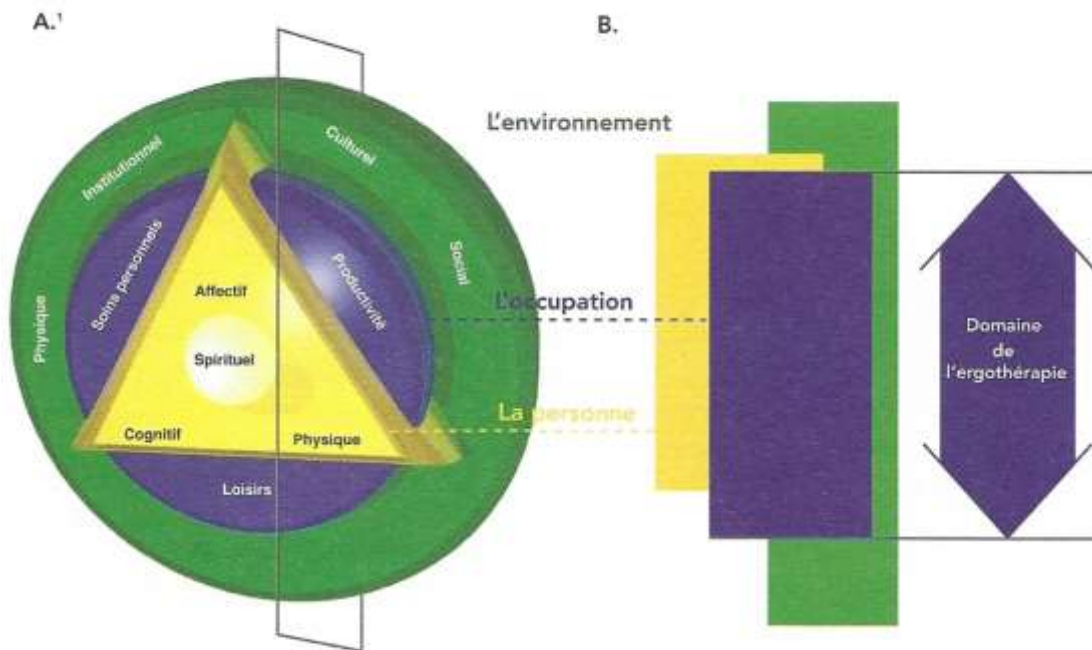 A.¹
B.
L'environnement
Institutionnel
Culturel
Physique
Soins personnels
Productivité
Social
Affectif
Spirituel
Cognitif
Physique
Loisirs
L'occupation
La personne
Domaine
de
l'ergothérapie